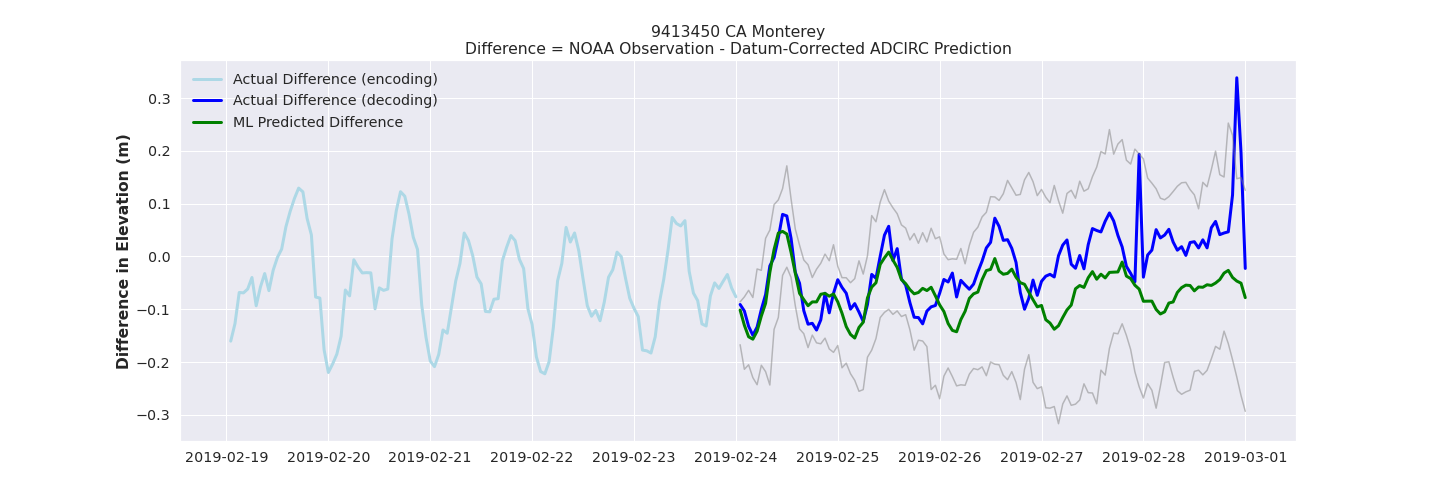 9413450 CA Monterey
Difference = NOAA Observation - Datum-Corrected ADCIRC Prediction
Actual Difference (encoding)
Actual Difference (decoding)
ML Predicted Difference
Difference in Elevation (m)
0.3
0.2
0.1
0.0
−0.1
−0.2
−0.3
2019-02-19 2019-02-20 2019-02-21 2019-02-22 2019-02-23 2019-02-24 2019-02-25 2019-02-26 2019-02-27 2019-02-28 2019-03-01